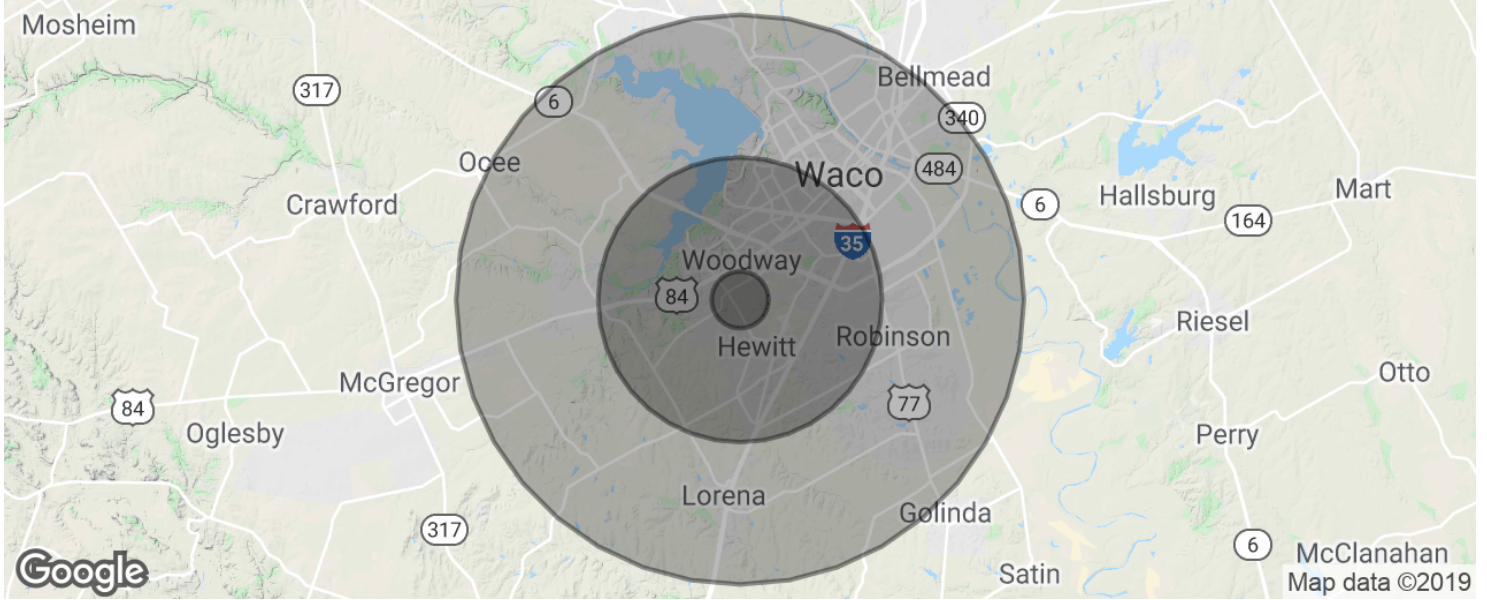 Mosheim
317
6
Bellmead
340
Ocee
Waco
484
Crawford
6
Hallsburg
Mart
164
35
Woodway
84
Riesel
Hewitt
Robinson
McGregor
Otto
84
77
Oglesby
Perry
Lorena
Golinda
317
6
McClanahan
Google
Satin
Map data ©2019